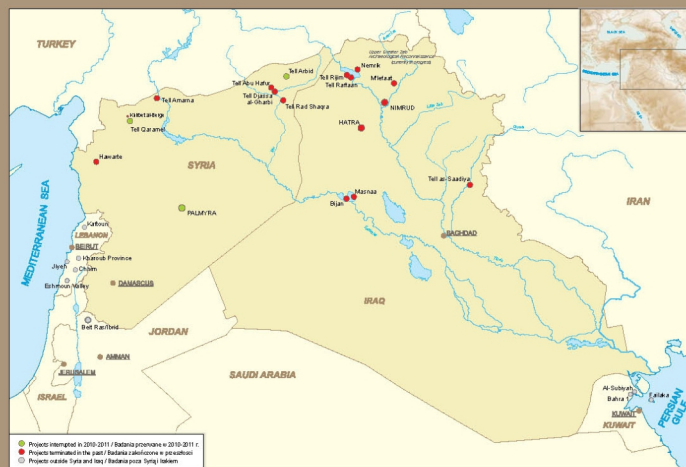 TURKEY
Nemrik
Tell Arbid
Tell Rijim
Tell Raffaan
M'lefaat
Tell Abu Hafur
Tell Djassa
al-Gharbi
Tell Rad Shaqra
Tell Amarna
NIMRUD
Tell Qaramel
HATRA
Hawarte
SYRIA
Tell as-Saadiya
IRAN
Masnaa
Bijan
PALMYRA
MEDITERRANEAN SEA
Kaftoun
LEBANON
BEIRUT
BAGHDAD
Kharoub Province
Jiyeh
Chhim
Eshmoun Valley
DAMASCUS
IRAQ
Beit Ras/Ibrid
JORDAN
AMMAN
JERUSALEM
SAUDI ARABIA
ISRAEL
Al-Subiyah
Bahra 1
Failaka
KUWAIT
KUWAIT
PERSIAN
GULF
Projects interrupted in 2010-2011 / Badania przerwane w 2010-2011 r.
Projects terminated in the past / Badania zakończone w przeszłości
Projects outside Syria and Iraq / Badania poza Syrią i Irakiem